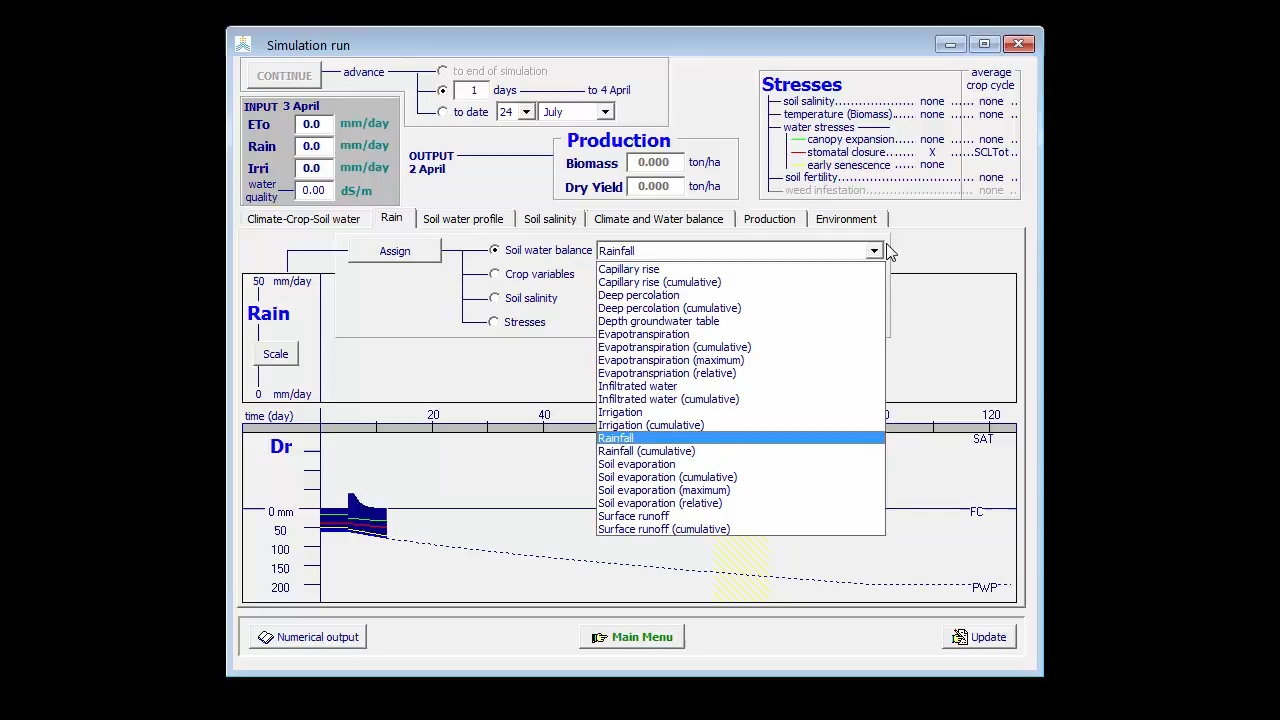 Simulation run
CONTINUE
advance
to end of simulation
1 days to 4 April
to date 24 July
INPUT 3 April
ETo 0.0 mm/day
Rain 0.0 mm/day
Irri 0.0 mm/day
water quality 0.00 dS/m
OUTPUT
2 April
Production
Biomass 0.000 ton/ha
Dry Yield 0.000 ton/ha
Stresses
average
crop cycle
soil salinity none none
temperature (Biomass) none none
water stresses
canopy expansion none none
stomatal closure X SCLTot
early senescence none
soil fertility none none
weed infestation none none
Climate-Crop-Soil water Rain Soil water profile Soil salinity Climate and Water balance Production Environment
Assign
Soil water balance
Crop variables
Soil salinity
Stresses
Rainfall
Capillary rise
Capillary rise (cumulative)
Deep percolation
Deep percolation (cumulative)
Depth groundwater table
Evapotranspiration
Evapotranspiration (cumulative)
Evapotranspiration (maximum)
Evapotranspriation (relative)
Infiltrated water
Infiltrated water (cumulative)
Irrigation
Irrigation (cumulative)
Rainfall
Rainfall (cumulative)
Soil evaporation
Soil evaporation (cumulative)
Soil evaporation (maximum)
Soil evaporation (relative)
Surface runoff
Surface runoff (cumulative)
50 mm/day
Rain
Scale
0 mm/day
time (day) 20 40 120
Dr
SAT
0 mm FC
50
100
150
200 PWP
Numerical output
Main Menu
Update